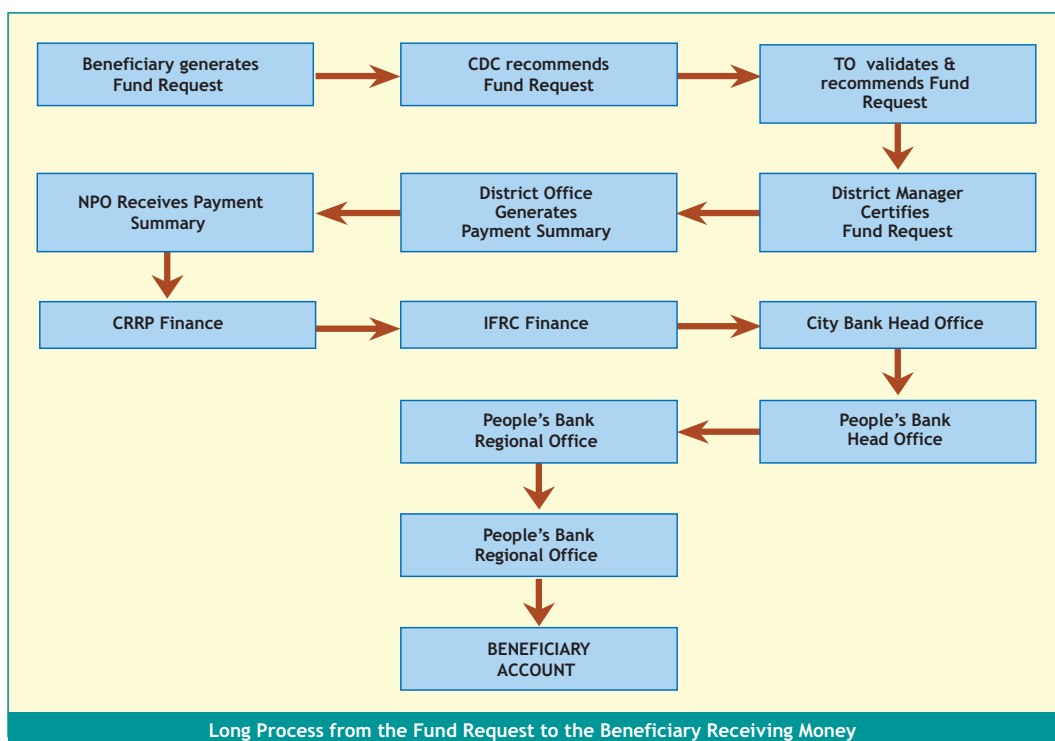 Beneficiary generates
Fund Request
CDC recommends
Fund Request
TO validates &
recommends Fund
Request
District Manager
Certifies
Fund Request
District Office
Generates
Payment Summary
NPO Receives Payment
Summary
CRRP Finance
IFRC Finance
City Bank Head Office
People's Bank
Head Office
People's Bank
Regional Office
People's Bank
Regional Office
BENEFICIARY
ACCOUNT
Long Process from the Fund Request to the Beneficiary Receiving Money